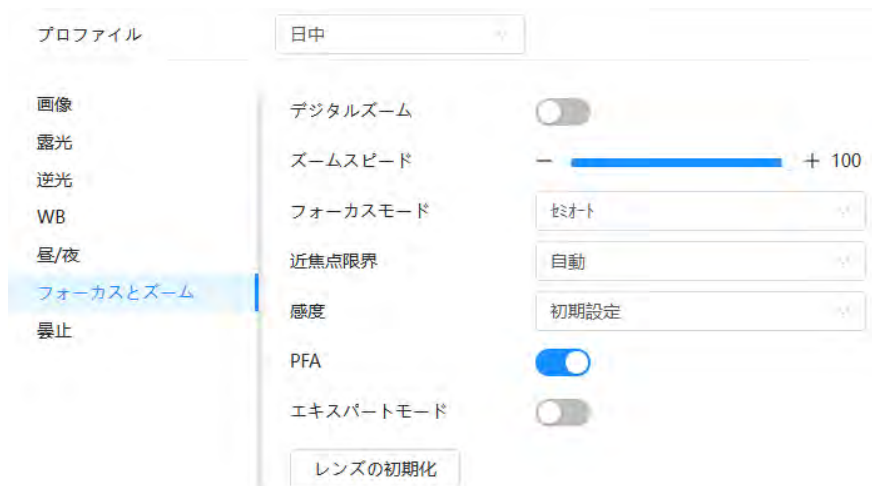 プロファイル 日中
画像
露光
逆光
WB
昼/夜
フォーカスとズーム
曇止
デジタルズーム
ズームスピード − + 100
フォーカスモード ｾﾐｵｰﾄ
近焦点限界 自動
感度 初期設定
PFA
エキスパートモード
レンズの初期化